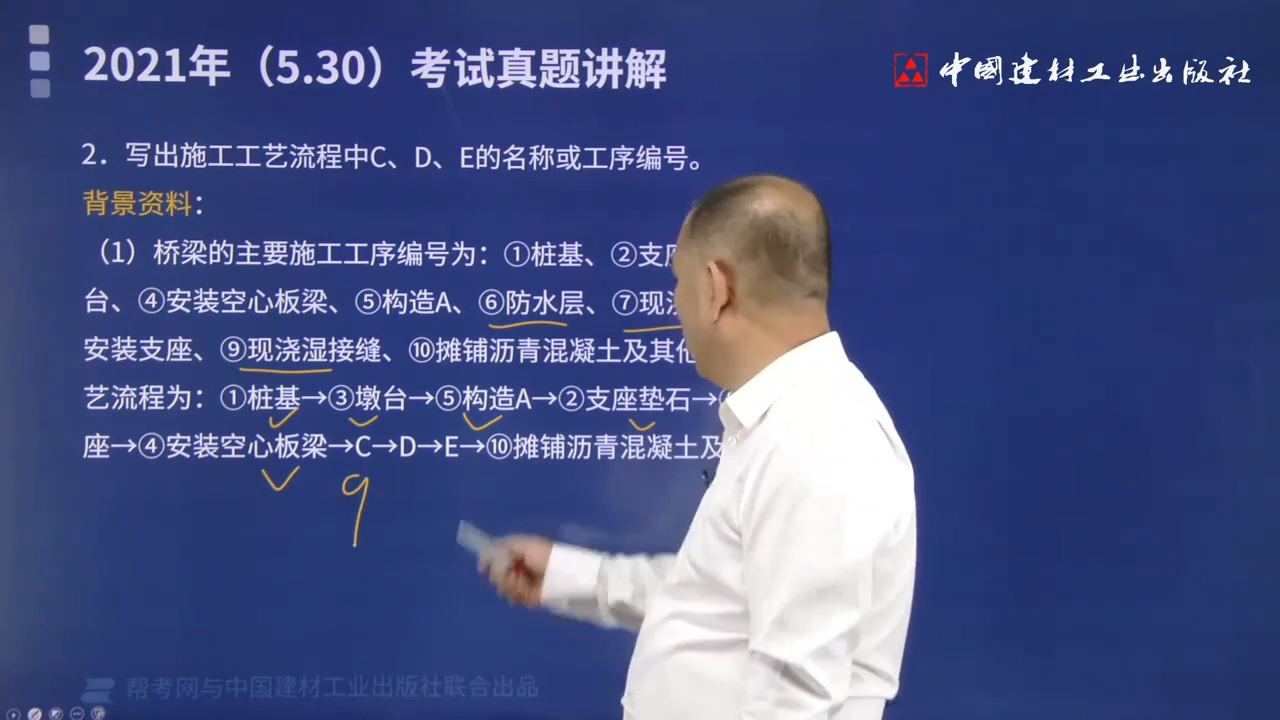 2021年（5.30）考试真题讲解
中国建材工业出版社
2．写出施工工艺流程中C、D、E的名称或工序编号。
背景资料：
（1）桥梁的主要施工工序编号为：①桩基、②支
台、④安装空心板梁、⑤构造A、⑥防水层、⑦现
安装支座、⑨现浇湿接缝、⑩摊铺沥青混凝土及其
艺流程为：①桩基→③墩台→⑤构造A→②支座垫石→
座→④安装空心板梁→C→D→E→⑩摊铺沥青混凝土及
9
帮考网与中国建材工业出版社联合出品